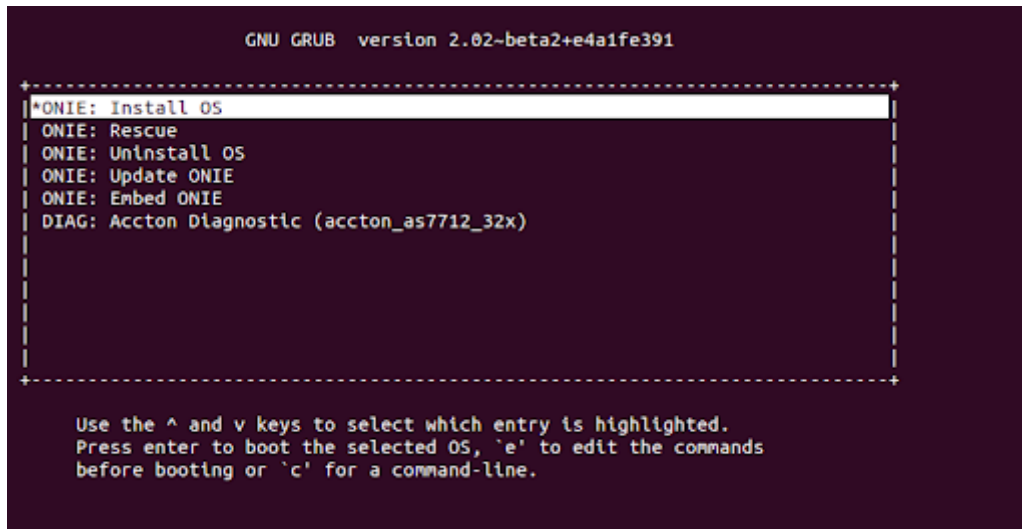 GNU GRUB  version 2.02~beta2+e4a1fe391
*ONIE: Install OS
ONIE: Rescue
ONIE: Uninstall OS
ONIE: Update ONIE
ONIE: Embed ONIE
DIAG: Accton Diagnostic (accton_as7712_32x)
Use the ^ and v keys to select which entry is highlighted.
Press enter to boot the selected OS, `e' to edit the commands
before booting or `c' for a command-line.